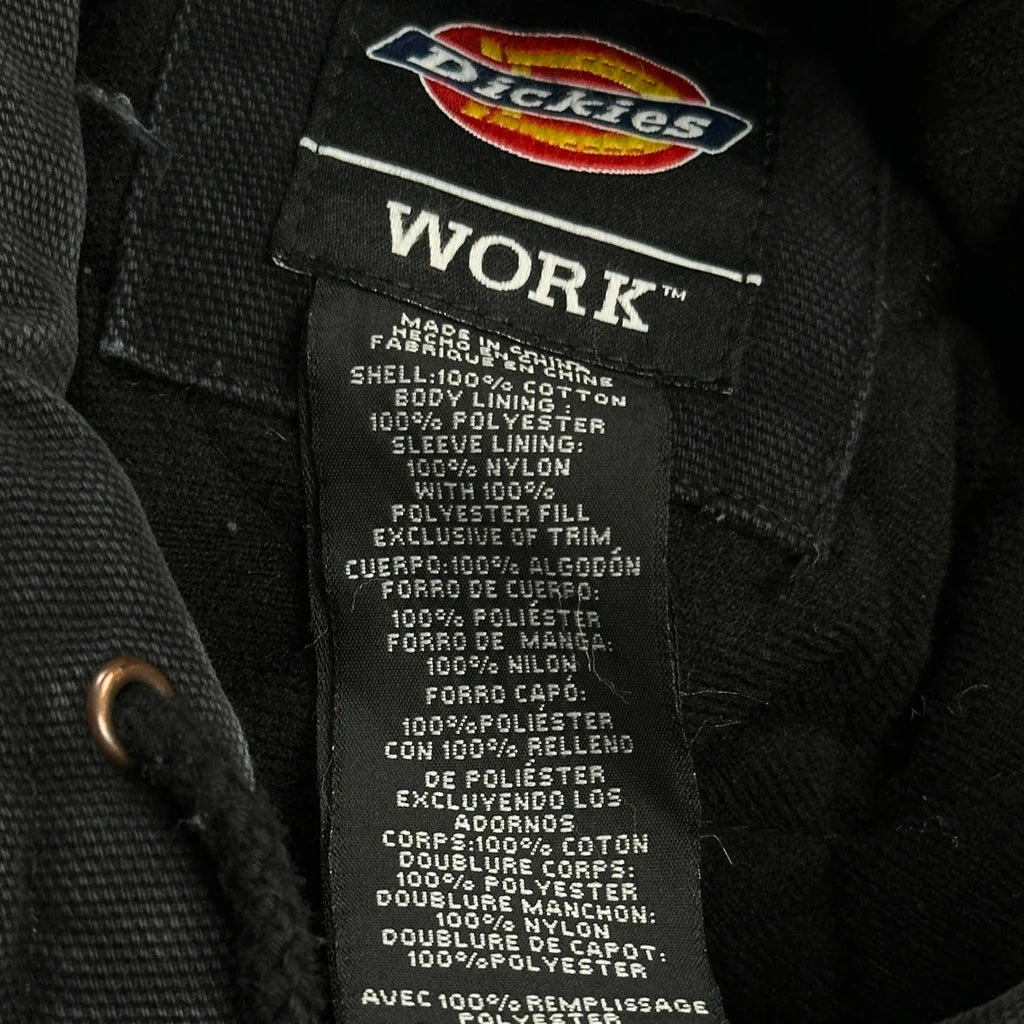 Dickies
WORK™
MADE IN CHINA
HECHO EN CHINA
FABRIQUE EN CHINE
SHELL:100% COTTON
BODY LINING:
100% POLYESTER
SLEEVE LINING:
100% NYLON
WITH 100%
POLYESTER FILL
EXCLUSIVE OF TRIM
CUERPO:100% ALGODÓN
FORRO DE CUERPO:
100% POLIÉSTER
FORRO DE MANGA:
100% NILON
FORRO CAPÓ:
100%POLIÉSTER
CON 100% RELLENO
DE POLIÉSTER
EXCLUYENDO LOS
ADORNOS
CORPS:100% COTON
DOUBLURE CORPS:
100% POLYESTER
DOUBLURE MANCHON:
100% NYLON
DOUBLURE DE CAPOT:
100%POLYESTER
AVEC 100% REMPLISSAGE
POLYESTER